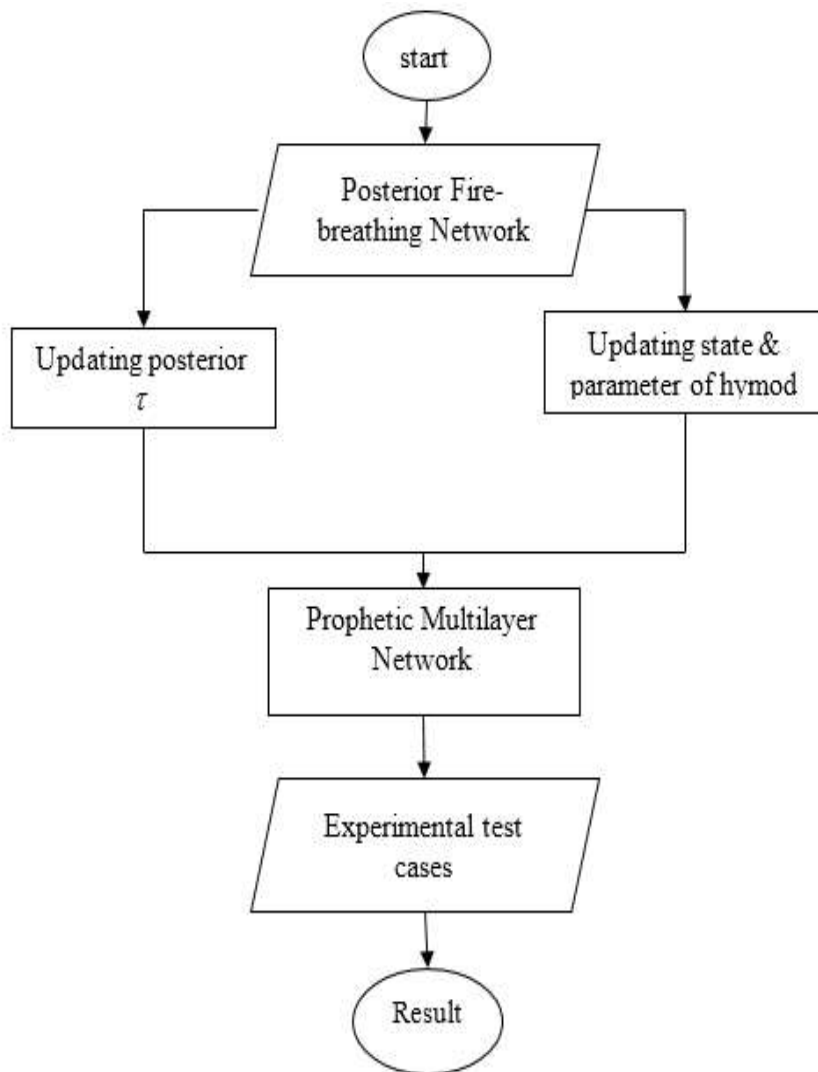 start
Posterior Fire-
breathing Network
Updating posterior
τ
Updating state &
parameter of hymod
Prophetic Multilayer
Network
Experimental test
cases
Result